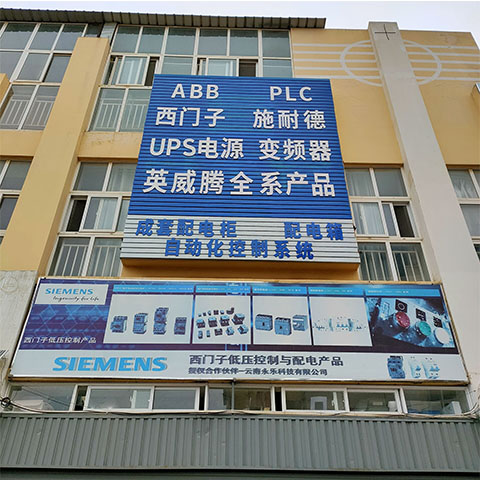 ABB PLC
西门子 施耐德
UPS电源 变频器
英威腾全系产品
成套配电柜 配电箱
自动化控制系统
SIEMENS
Ingenuity for life
西门子低压控制产品
SIEMENS
西门子低压控制与配电产品
授权合作伙伴—云南永乐科技有限公司